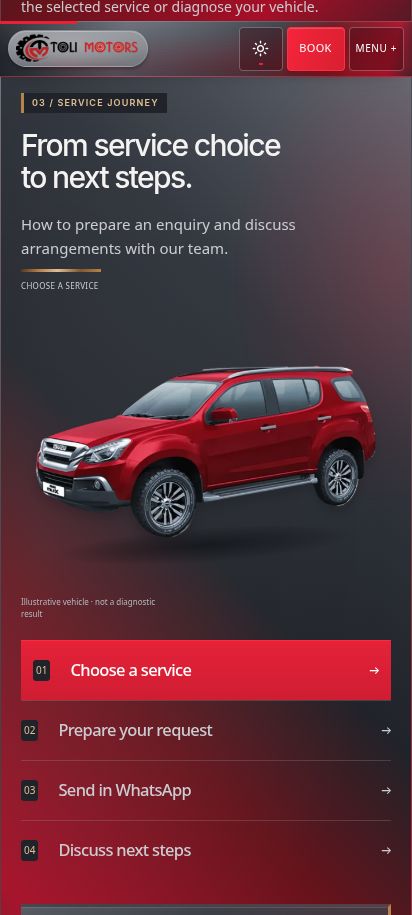 the selected service or diagnose your vehicle.
TOLI MOTORS
BOOK
MENU +
03 / SERVICE JOURNEY
From service choice
to next steps.
How to prepare an enquiry and discuss
arrangements with our team.
CHOOSE A SERVICE
ISUZU
Illustrative vehicle · not a diagnostic
result
01 Choose a service →
02 Prepare your request →
03 Send in WhatsApp →
04 Discuss next steps →